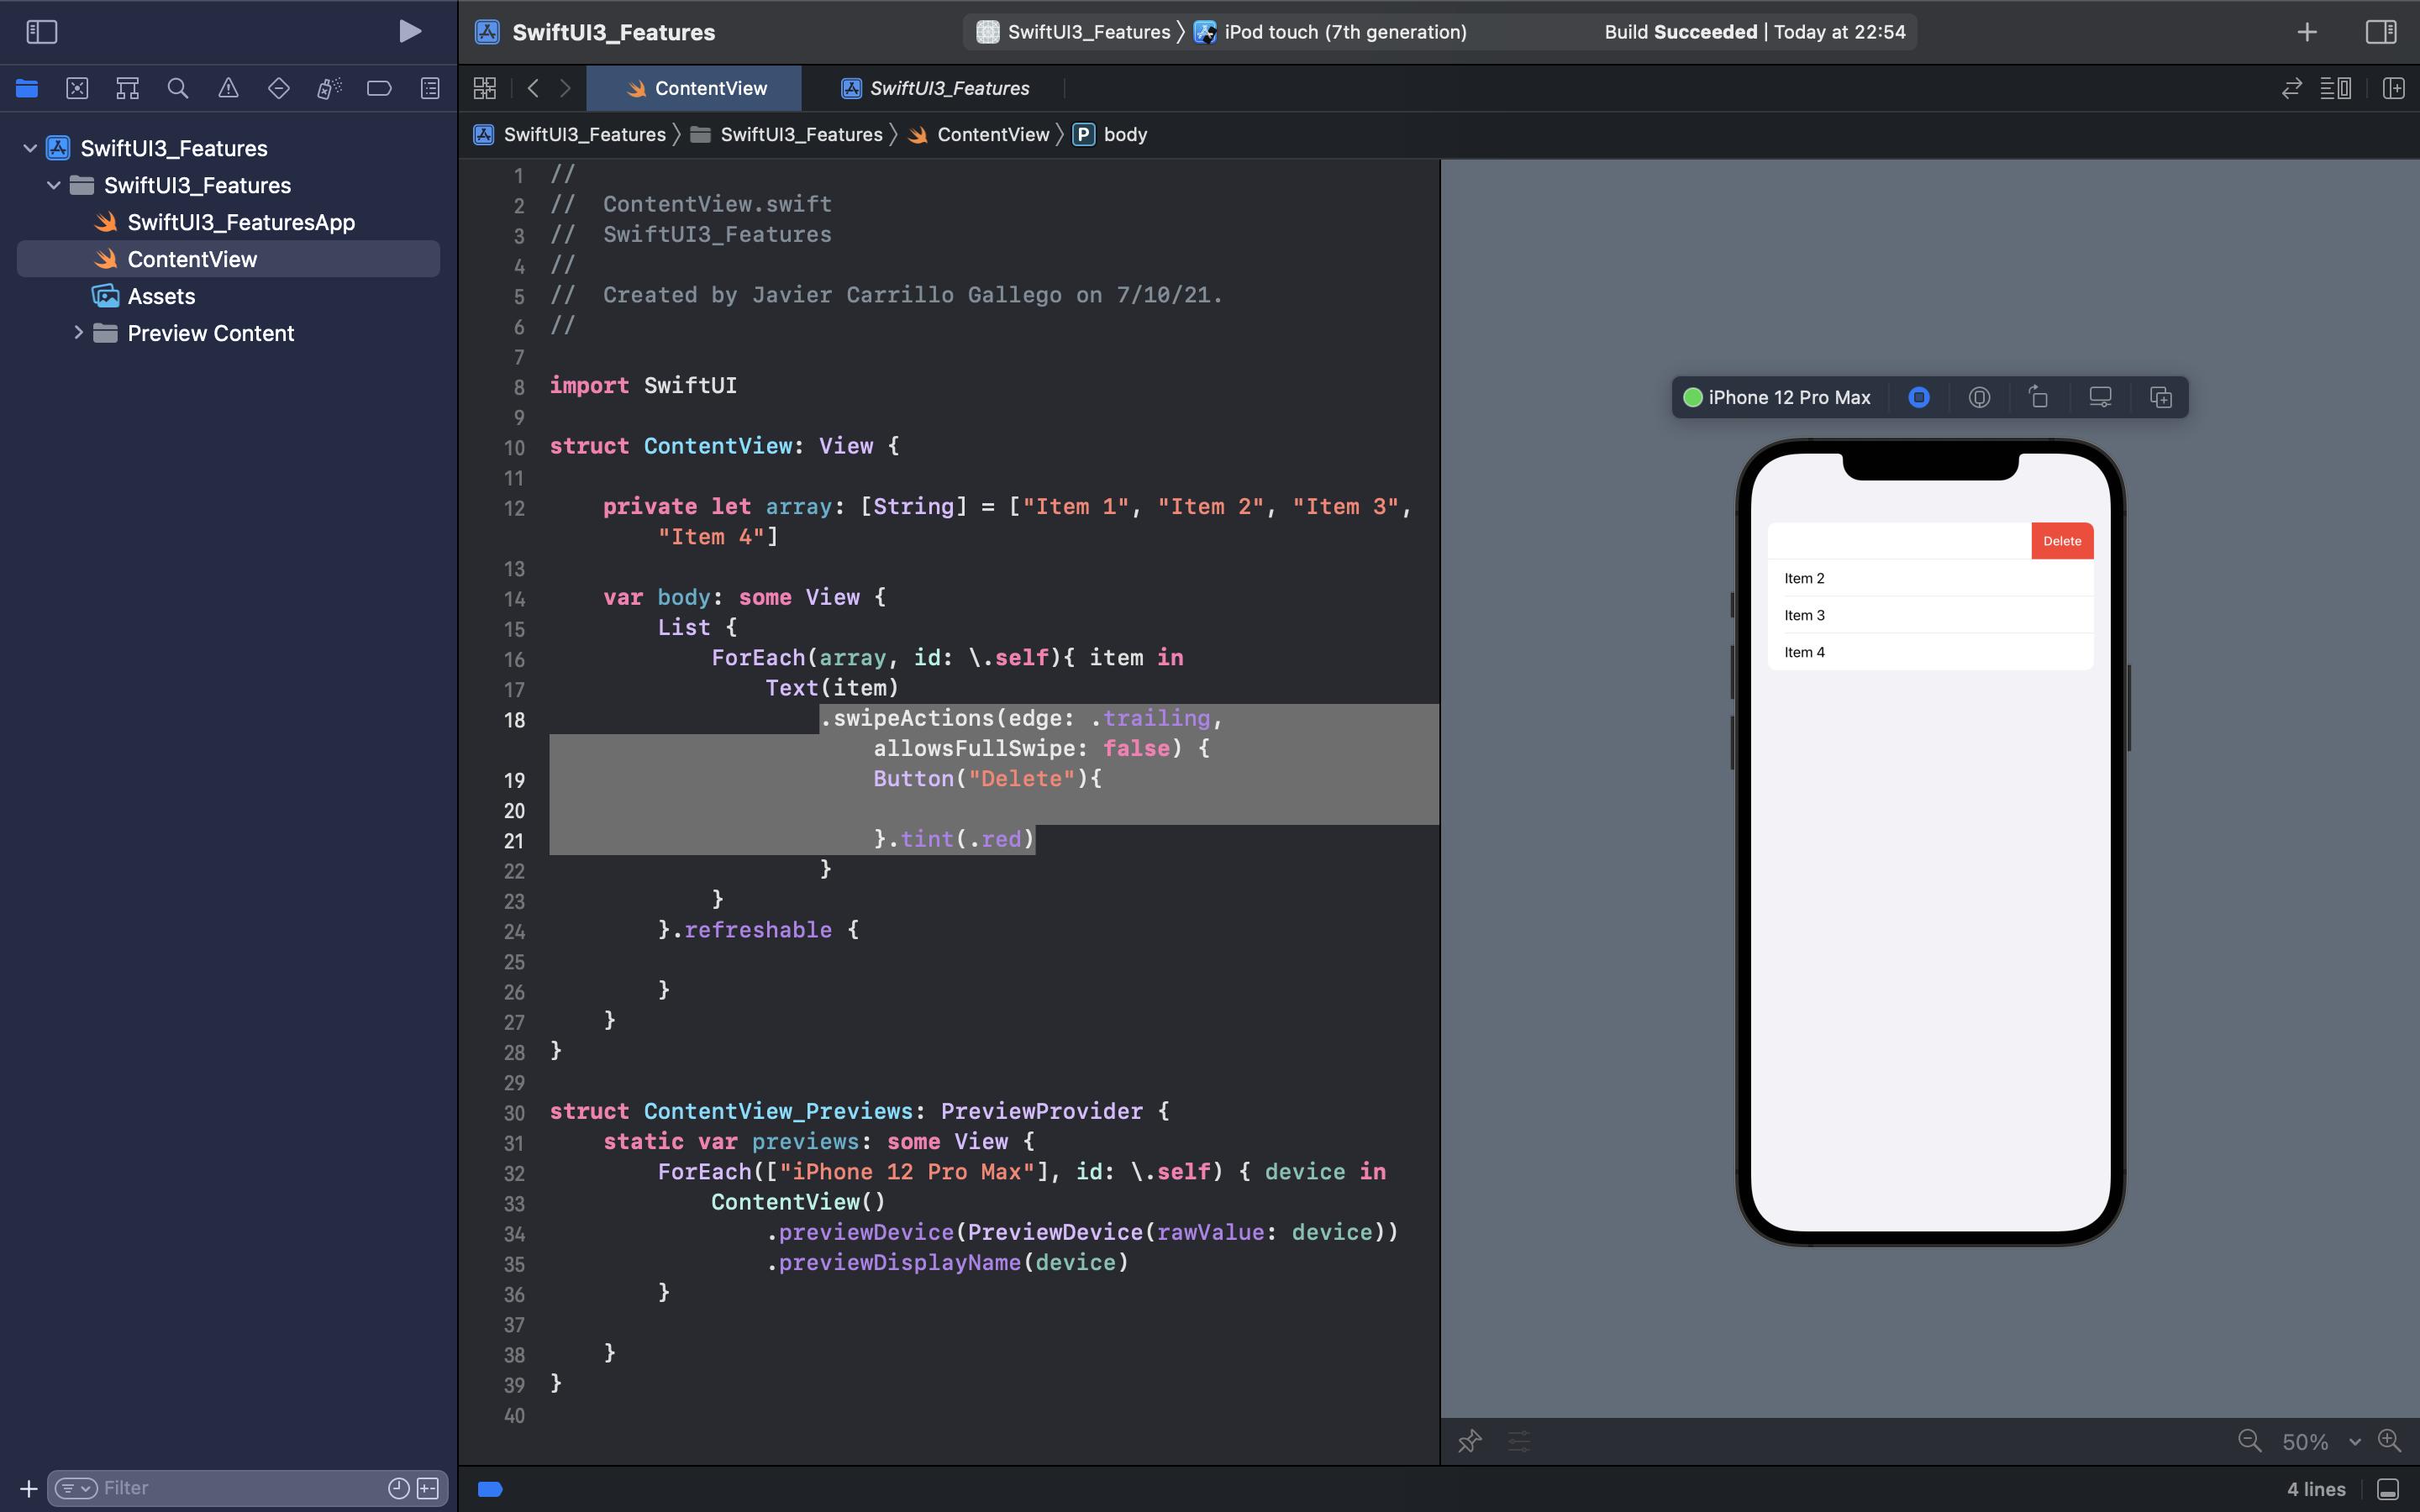 SwiftUI3_Features
SwiftUI3_Features
iPod touch (7th generation)
Build Succeeded | Today at 22:54
ContentView
SwiftUI3_Features
SwiftUI3_Features
SwiftUI3_Features
ContentView
P
body
SwiftUI3_Features
SwiftUI3_Features
SwiftUI3_FeaturesApp
ContentView
Assets
Preview Content
1 //
2 //  ContentView.swift
3 //  SwiftUI3_Features
4 //
5 //  Created by Javier Carrillo Gallego on 7/10/21.
6 //
7
8 import SwiftUI
9
10 struct ContentView: View {
11
12     private let array: [String] = ["Item 1", "Item 2", "Item 3",
"Item 4"]
13
14     var body: some View {
15         List {
16             ForEach(array, id: \.self){ item in
17                 Text(item)
18                     .swipeActions(edge: .trailing,
allowsFullSwipe: false) {
19                         Button("Delete"){
20
21                         }.tint(.red)
22                     }
23             }
24         }.refreshable {
25
26         }
27     }
28 }
29
30 struct ContentView_Previews: PreviewProvider {
31     static var previews: some View {
32         ForEach(["iPhone 12 Pro Max"], id: \.self) { device in
33             ContentView()
34                 .previewDevice(PreviewDevice(rawValue: device))
35                 .previewDisplayName(device)
36         }
37
38     }
39 }
40
iPhone 12 Pro Max
Delete
Item 2
Item 3
Item 4
50%
Filter
4 lines